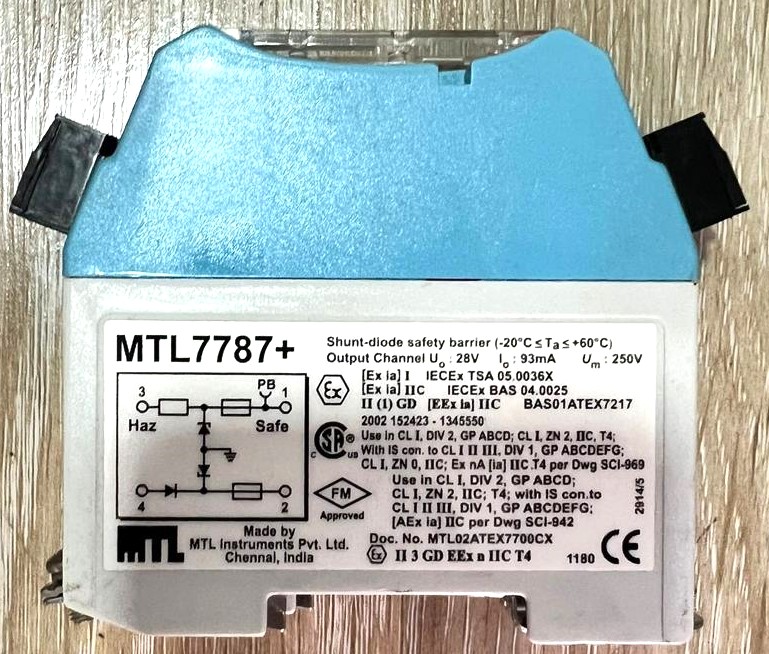 MTL7787+
Shunt-diode safety barrier (-20°C ≤ Ta ≤ +60°C)
Output Channel Uo : 28V Io : 93mA Um : 250V
[Ex ia] I IECEx TSA 05.0036X
[Ex ia] IIC IECEx BAS 04.0025
II (1) GD [EEx ia] IIC BAS01ATEX7217
2002 152423 - 1345550
Use in CL I, DIV 2, GP ABCD; CL I, ZN 2, IIC, T4;
With IS con. to CL I II III, DIV 1, GP ABCDEFG;
CL I, ZN 0, IIC; Ex nA [ia] IIC T4 per Dwg SCI-969
Use in CL I, DIV 2, GP ABCD;
CL I, ZN 2, IIC; T4; with IS con.to
CL I II III, DIV 1, GP ABCDEFG;
[AEx ia] IIC per Dwg SCI-942
Doc. No. MTL02ATEX7700CX
II 3 GD EEx n IIC T4
1180 CE
2914/5
PB
3 1
Haz Safe
4 2
Ex
C SA ® US
FM
Approved
Ex
MTL
Made by
MTL Instruments Pvt. Ltd.
Chennai, India